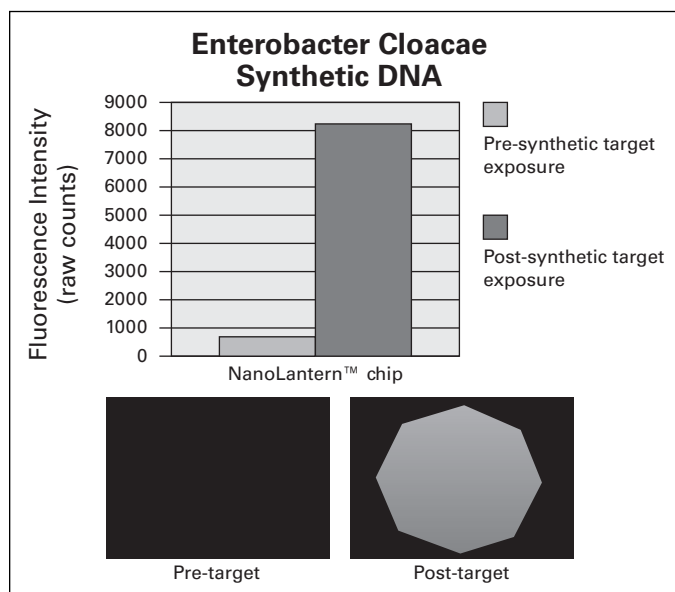 Enterobacter Cloacae
Synthetic DNA
Fluorescence Intensity
(raw counts)
9000
8000
7000
6000
5000
4000
3000
2000
1000
0
NanoLantern™ chip
Pre-synthetic target
exposure
Post-synthetic target
exposure
Pre-target
Post-target